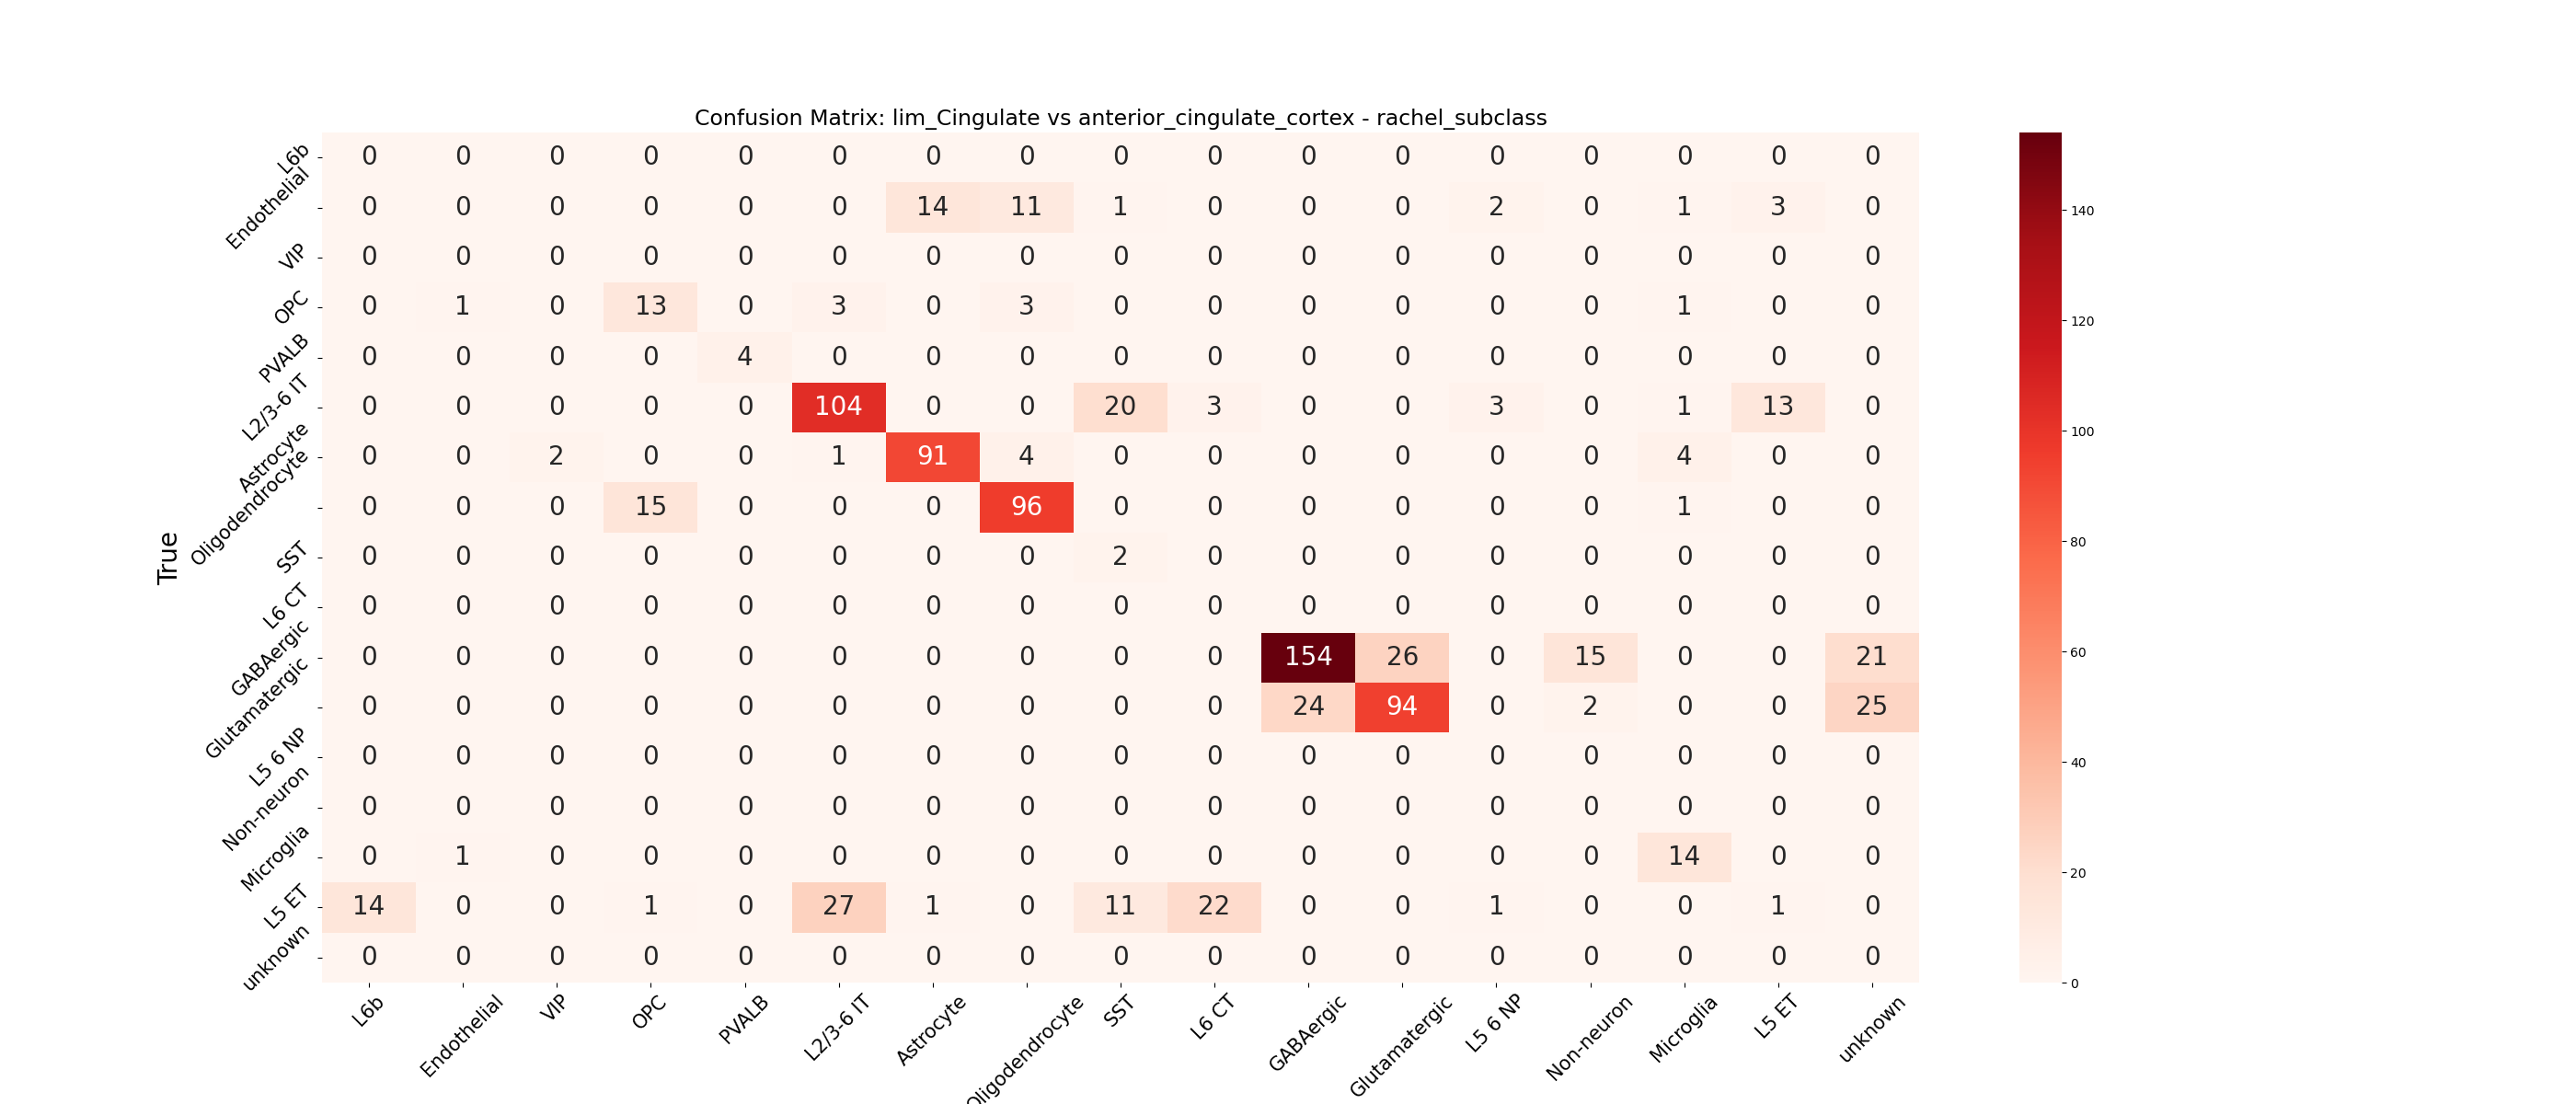 Confusion Matrix: lim_Cingulate vs anterior_cingulate_cortex - rachel_subclass
True
L6b 0 0 0 0 0 0 0 0 0 0 0 0 0 0 0 0 0
Endothelial 0 0 0 0 0 0 14 11 1 0 0 0 2 0 1 3 0
VIP 0 0 0 0 0 0 0 0 0 0 0 0 0 0 0 0 0
OPC 0 1 0 13 0 3 0 3 0 0 0 0 0 0 1 0 0
PVALB 0 0 0 0 4 0 0 0 0 0 0 0 0 0 0 0 0
L2/3-6 IT 0 0 0 0 0 104 0 0 20 3 0 0 3 0 1 13 0
Astrocyte 0 0 2 0 0 1 91 4 0 0 0 0 0 0 4 0 0
Oligodendrocyte 0 0 0 15 0 0 0 96 0 0 0 0 0 0 1 0 0
SST 0 0 0 0 0 0 0 0 2 0 0 0 0 0 0 0 0
L6 CT 0 0 0 0 0 0 0 0 0 0 0 0 0 0 0 0 0
GABAergic 0 0 0 0 0 0 0 0 0 0 154 26 0 15 0 0 21
Glutamatergic 0 0 0 0 0 0 0 0 0 0 24 94 0 2 0 0 25
L5 6 NP 0 0 0 0 0 0 0 0 0 0 0 0 0 0 0 0 0
Non-neuron 0 0 0 0 0 0 0 0 0 0 0 0 0 0 0 0 0
Microglia 0 1 0 0 0 0 0 0 0 0 0 0 0 0 14 0 0
L5 ET 14 0 0 1 0 27 1 0 11 22 0 0 1 0 0 1 0
unknown 0 0 0 0 0 0 0 0 0 0 0 0 0 0 0 0 0
L6b Endothelial VIP OPC PVALB L2/3-6 IT Astrocyte Oligodendrocyte SST L6 CT GABAergic Glutamatergic L5 6 NP Non-neuron Microglia L5 ET unknown
140
120
100
80
60
40
20
0